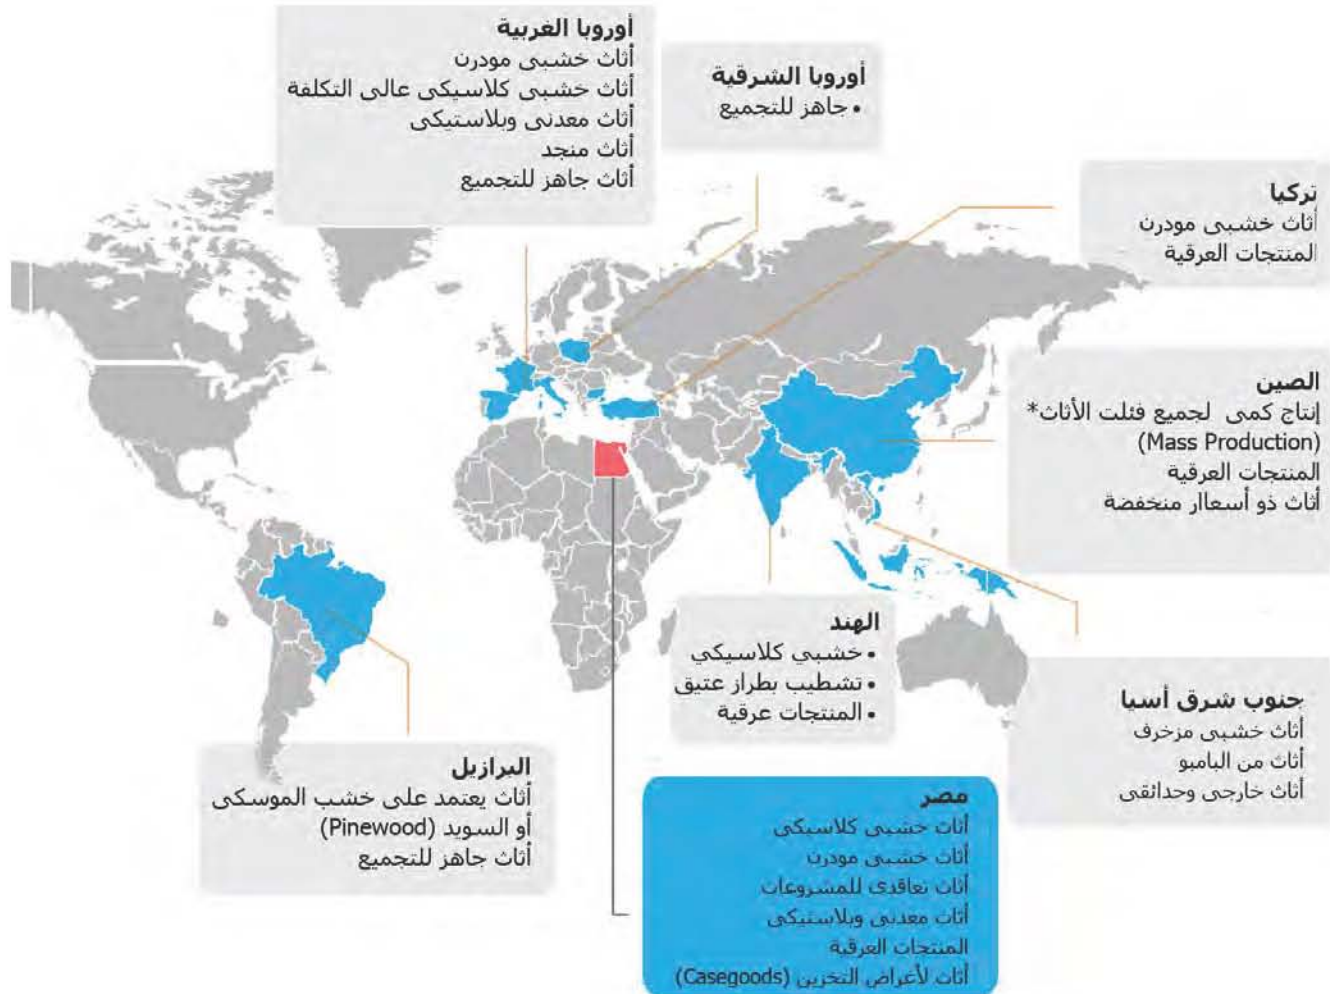 أوروبا الغربية
أثاث خشبى مودرن
أثاث خشبى كلاسيكى عالى التكلفة
أثاث معدنى وبلاستيكى
أثاث منجد
أثاث جاهز للتجميع
أوروبا الشرقية
• جاهز للتجميع
تركيا
أثاث خشبى مودرن
المنتجات العرقية
الصين
إنتاج كمى لجميع فئلت الأثاث*
(Mass Production)
المنتجات العرقية
أثاث ذو أسعاار منخفضة
الهند
• خشبي كلاسيكي
• تشطيب بطراز عتيق
• المنتجات عرقية
جنوب شرق أسيا
أثاث خشبى مزخرف
أثاث من البامبو
أثاث خارجى وحدائقى
البرازيل
أثاث يعتمد على خشب الموسكى
أو السويد (Pinewood)
أثاث جاهز للتجميع
مصر
أثاث خشبى كلاسيكى
أثاث خشبى مودرن
أثاث تعاقدى للمشروعات
أثاث معدنى وبلاستيكى
المنتجات العرقية
أثاث لأغراض التخزين (Casegoods)